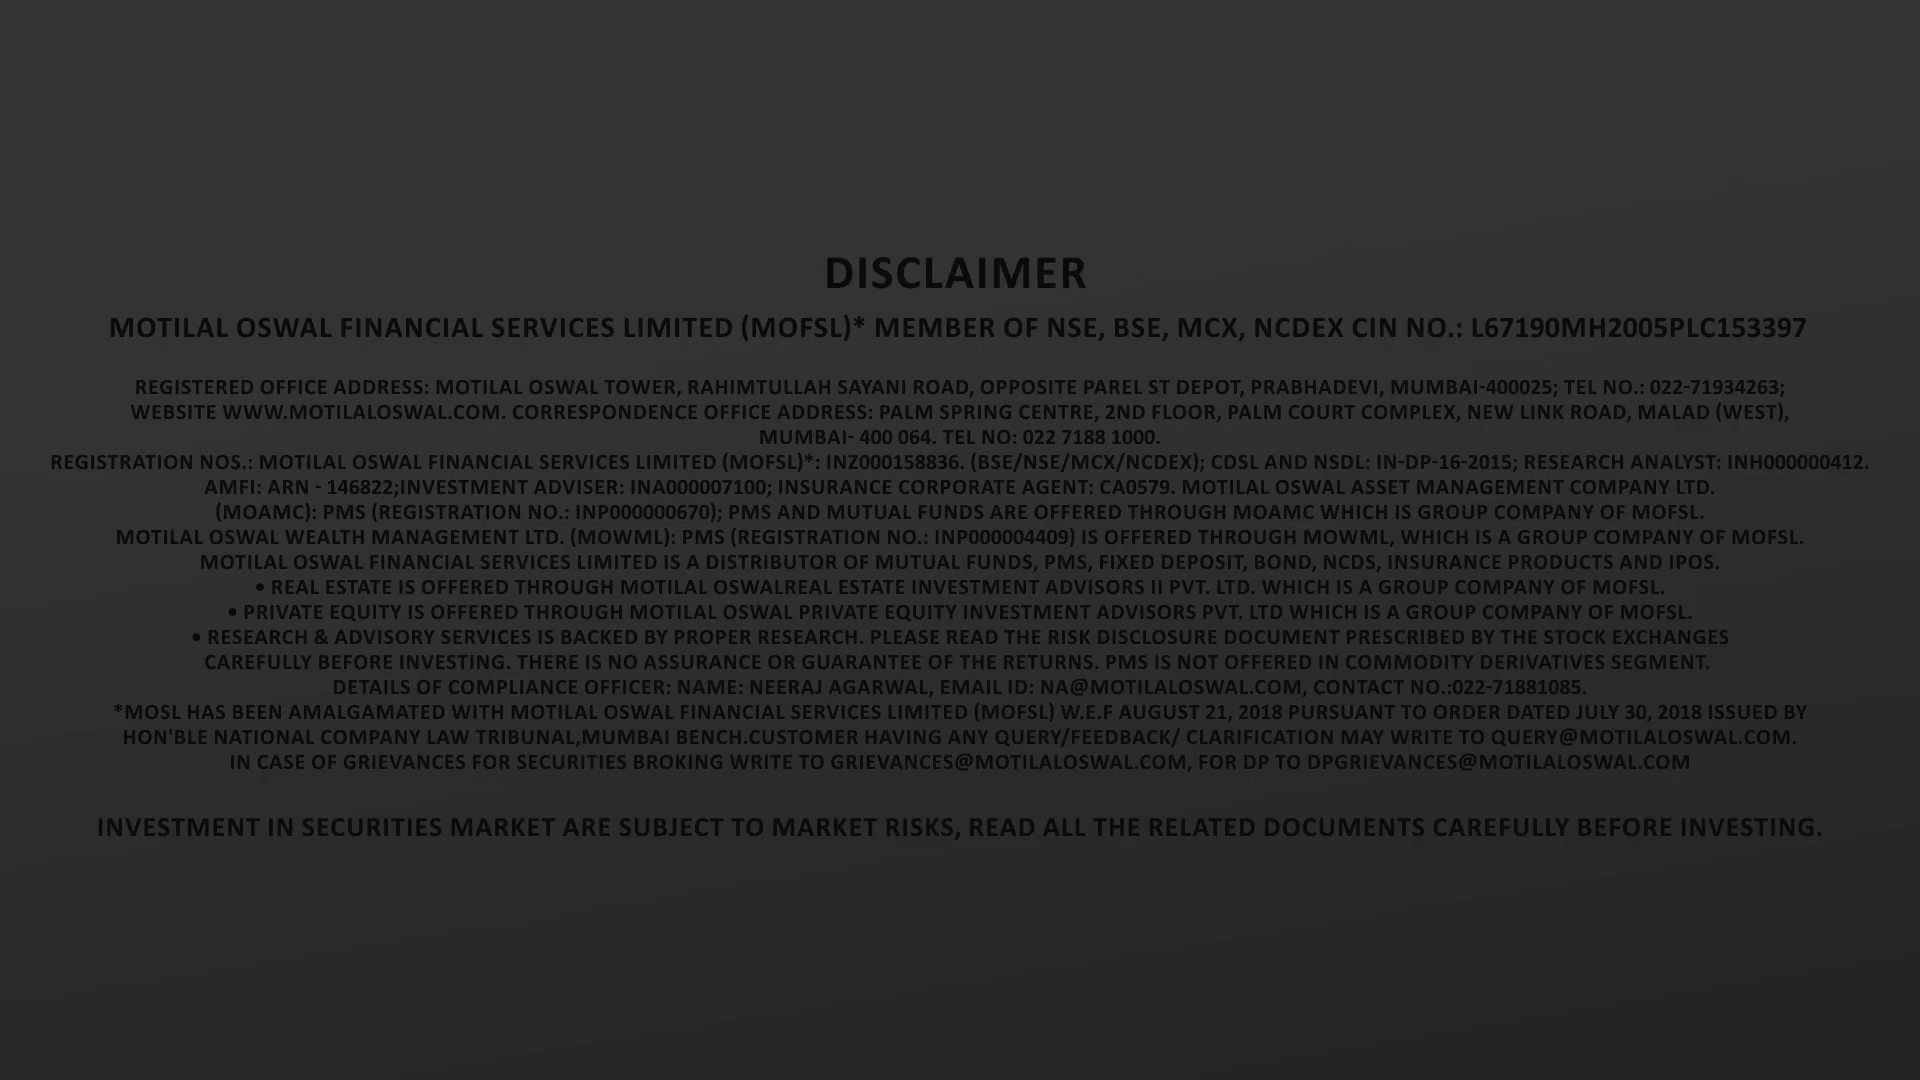 DISCLAIMER
MOTILAL OSWAL FINANCIAL SERVICES LIMITED (MOFSL)* MEMBER OF NSE, BSE, MCX, NCDEX CIN NO.: L67190MH2005PLC153397
REGISTERED OFFICE ADDRESS: MOTILAL OSWAL TOWER, RAHIMTULLAH SAYANI ROAD, OPPOSITE PAREL ST DEPOT, PRABHADEVI, MUMBAI-400025; TEL NO.: 022-71934263;
WEBSITE WWW.MOTILALOSWAL.COM. CORRESPONDENCE OFFICE ADDRESS: PALM SPRING CENTRE, 2ND FLOOR, PALM COURT COMPLEX, NEW LINK ROAD, MALAD (WEST),
MUMBAI- 400 064. TEL NO: 022 7188 1000.
REGISTRATION NOS.: MOTILAL OSWAL FINANCIAL SERVICES LIMITED (MOFSL)*: INZ000158836. (BSE/NSE/MCX/NCDEX); CDSL AND NSDL: IN-DP-16-2015; RESEARCH ANALYST: INH000000412.
AMFI: ARN - 146822;INVESTMENT ADVISER: INA000007100; INSURANCE CORPORATE AGENT: CA0579. MOTILAL OSWAL ASSET MANAGEMENT COMPANY LTD.
(MOAMC): PMS (REGISTRATION NO.: INP000000670); PMS AND MUTUAL FUNDS ARE OFFERED THROUGH MOAMC WHICH IS GROUP COMPANY OF MOFSL.
MOTILAL OSWAL WEALTH MANAGEMENT LTD. (MOWML): PMS (REGISTRATION NO.: INP000004409) IS OFFERED THROUGH MOWML, WHICH IS A GROUP COMPANY OF MOFSL.
MOTILAL OSWAL FINANCIAL SERVICES LIMITED IS A DISTRIBUTOR OF MUTUAL FUNDS, PMS, FIXED DEPOSIT, BOND, NCDS, INSURANCE PRODUCTS AND IPOS.
• REAL ESTATE IS OFFERED THROUGH MOTILAL OSWALREAL ESTATE INVESTMENT ADVISORS II PVT. LTD. WHICH IS A GROUP COMPANY OF MOFSL.
• PRIVATE EQUITY IS OFFERED THROUGH MOTILAL OSWAL PRIVATE EQUITY INVESTMENT ADVISORS PVT. LTD WHICH IS A GROUP COMPANY OF MOFSL.
• RESEARCH & ADVISORY SERVICES IS BACKED BY PROPER RESEARCH. PLEASE READ THE RISK DISCLOSURE DOCUMENT PRESCRIBED BY THE STOCK EXCHANGES
CAREFULLY BEFORE INVESTING. THERE IS NO ASSURANCE OR GUARANTEE OF THE RETURNS. PMS IS NOT OFFERED IN COMMODITY DERIVATIVES SEGMENT.
DETAILS OF COMPLIANCE OFFICER: NAME: NEERAJ AGARWAL, EMAIL ID: NA@MOTILALOSWAL.COM, CONTACT NO.:022-71881085.
*MOSL HAS BEEN AMALGAMATED WITH MOTILAL OSWAL FINANCIAL SERVICES LIMITED (MOFSL) W.E.F AUGUST 21, 2018 PURSUANT TO ORDER DATED JULY 30, 2018 ISSUED BY
HON'BLE NATIONAL COMPANY LAW TRIBUNAL,MUMBAI BENCH.CUSTOMER HAVING ANY QUERY/FEEDBACK/ CLARIFICATION MAY WRITE TO QUERY@MOTILALOSWAL.COM.
IN CASE OF GRIEVANCES FOR SECURITIES BROKING WRITE TO GRIEVANCES@MOTILALOSWAL.COM, FOR DP TO DPGRIEVANCES@MOTILALOSWAL.COM
INVESTMENT IN SECURITIES MARKET ARE SUBJECT TO MARKET RISKS, READ ALL THE RELATED DOCUMENTS CAREFULLY BEFORE INVESTING.